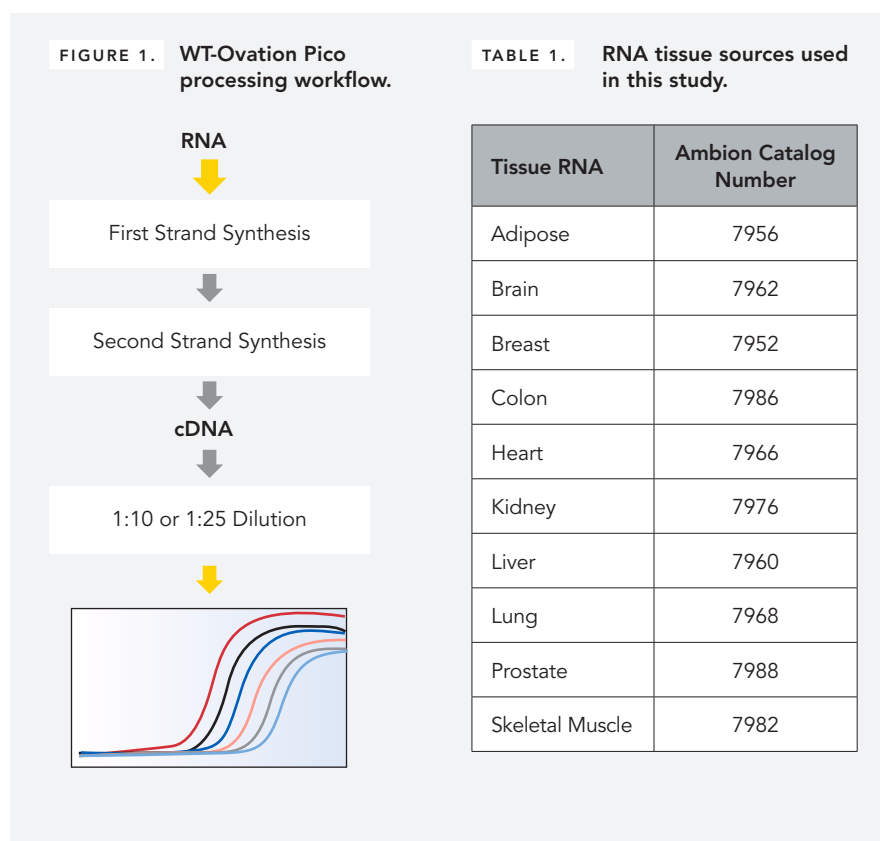 FIGURE 1. WT-Ovation Pico
processing workflow.
RNA
First Strand Synthesis
Second Strand Synthesis
cDNA
1:10 or 1:25 Dilution
TABLE 1. RNA tissue sources used
in this study.
Tissue RNA Ambion Catalog
Number
Adipose 7956
Brain 7962
Breast 7952
Colon 7986
Heart 7966
Kidney 7976
Liver 7960
Lung 7968
Prostate 7988
Skeletal Muscle 7982